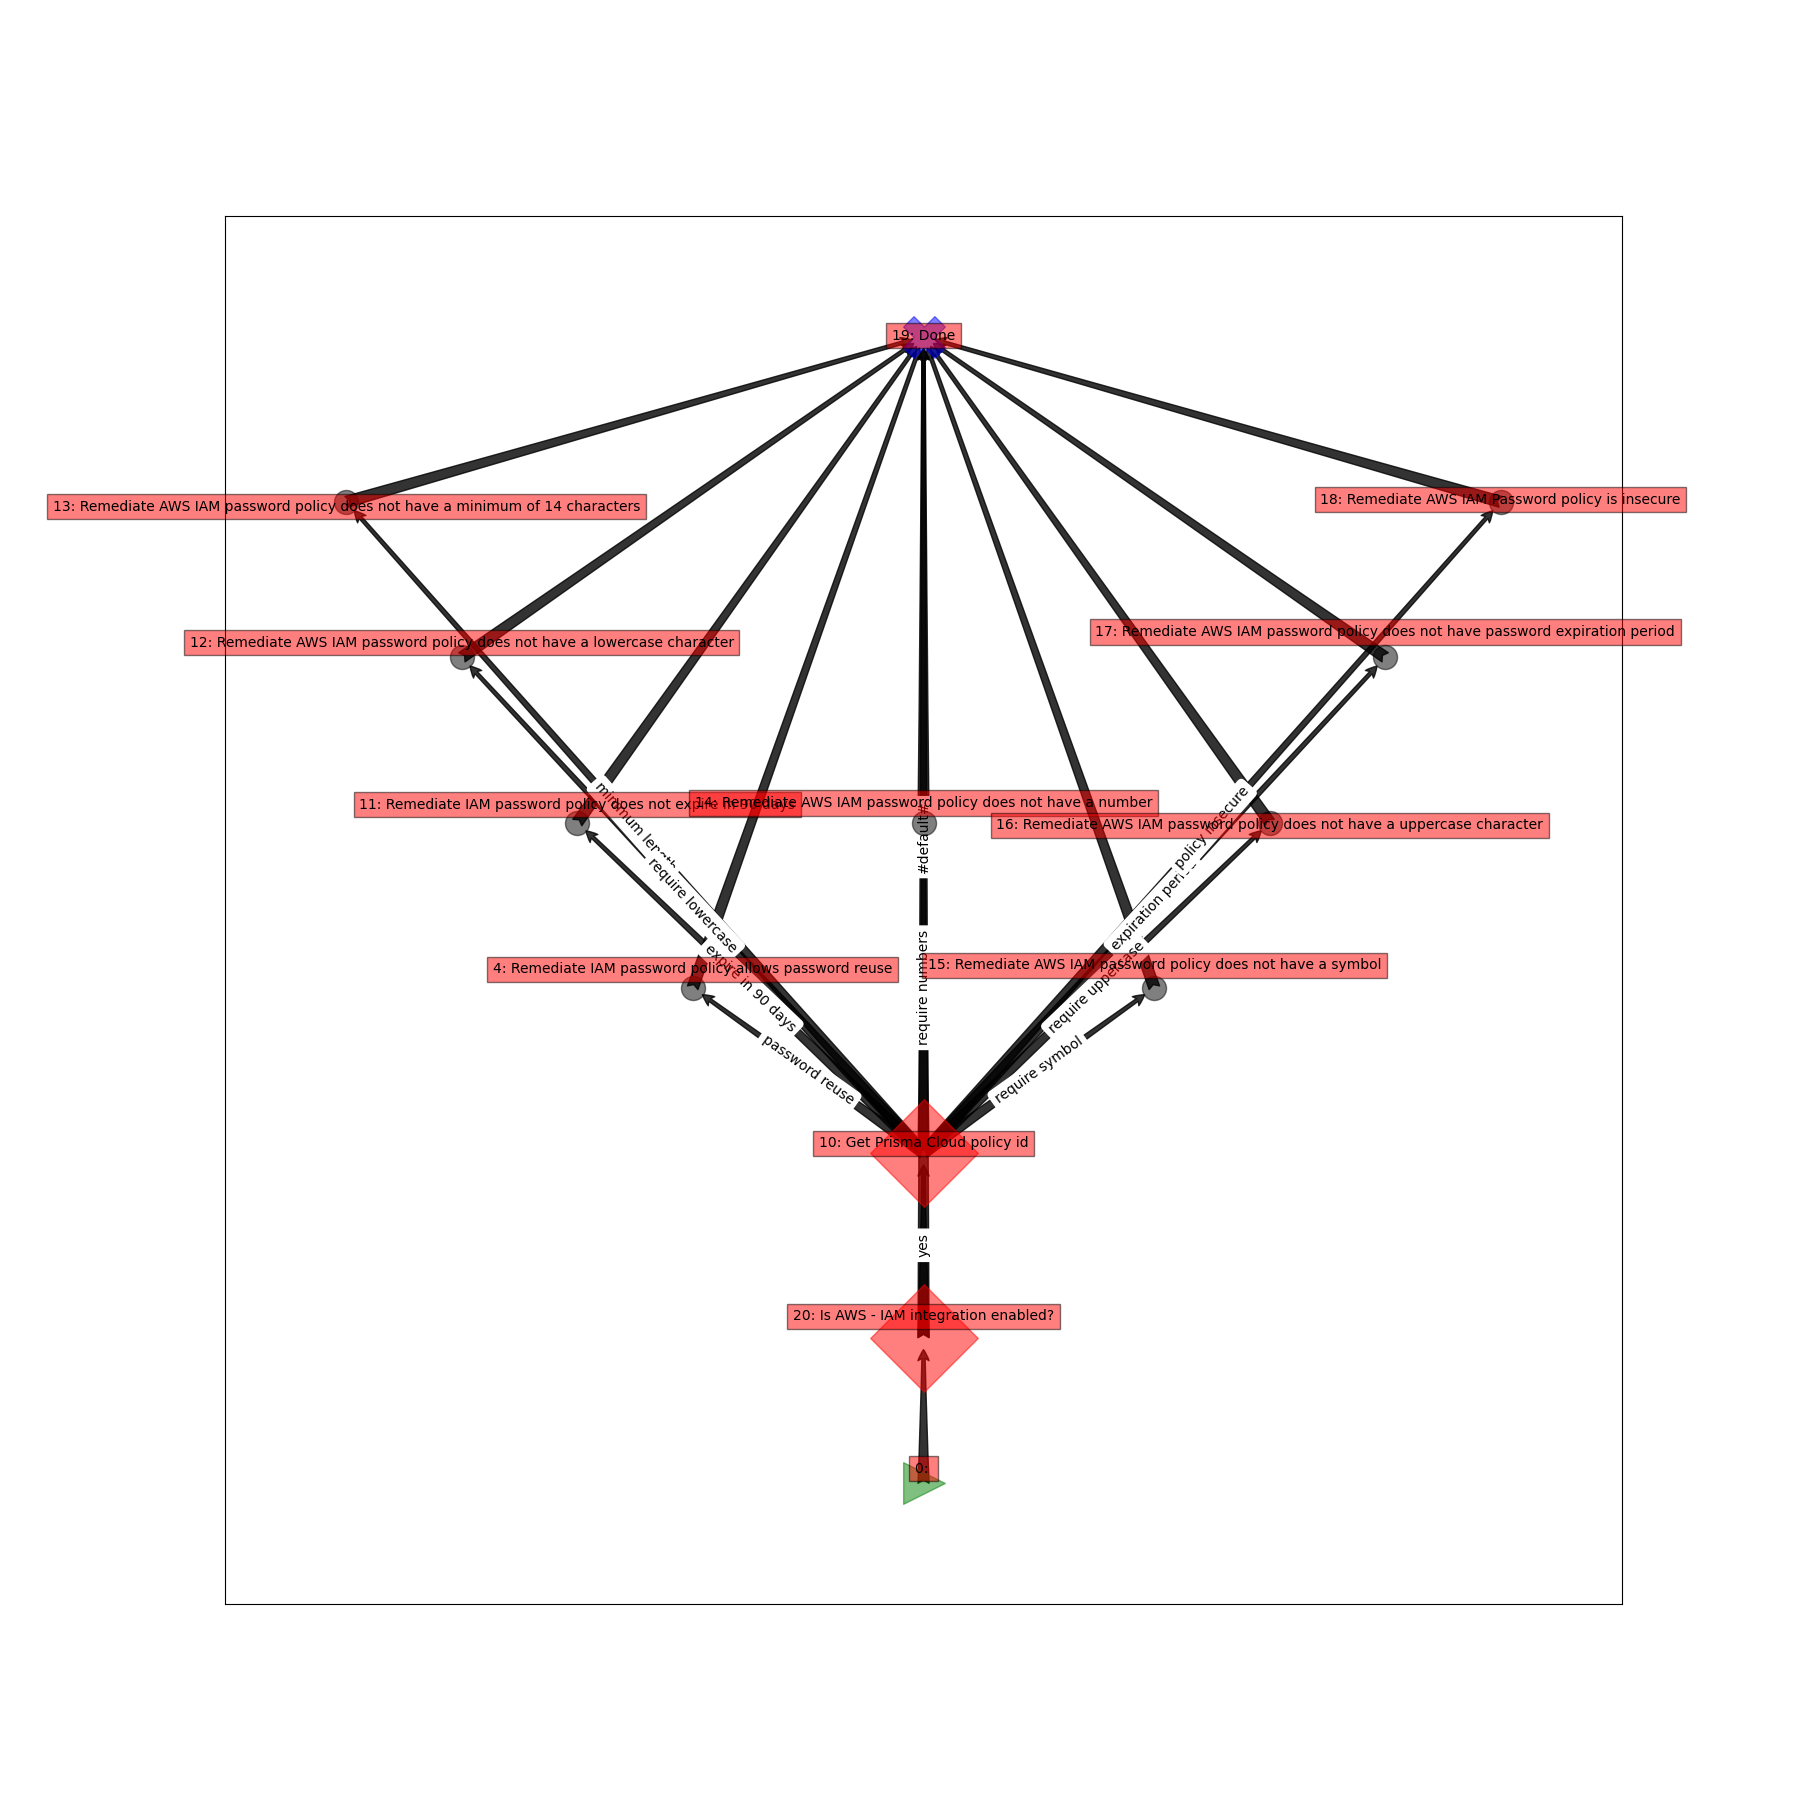 19: Done
13: Remediate AWS IAM password policy does not have a minimum of 14 characters
18: Remediate AWS IAM Password policy is insecure
12: Remediate AWS IAM password policy does not have a lowercase character
17: Remediate AWS IAM password policy does not have password expiration period
11: Remediate IAM password policy does not expire in 90 days
14: Remediate AWS IAM password policy does not have a number
16: Remediate AWS IAM password policy does not have a uppercase character
minimum
#default#
policy insecure
require lowercase
expiration
4: Remediate IAM password policy allows password reuse
15: Remediate AWS IAM password policy does not have a symbol
expire in 90 days
require numbers
require uppercase
password reuse
require symbol
10: Get Prisma Cloud policy id
yes
20: Is AWS - IAM integration enabled?
0: